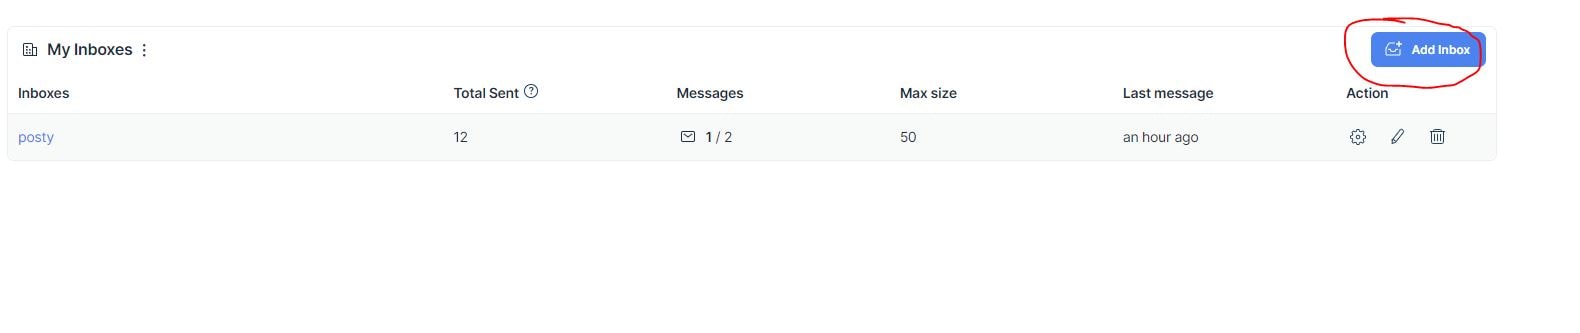 My Inboxes
Add Inbox
Inboxes Total Sent ? Messages Max size Last message Action
posty 12 1 / 2 50 an hour ago